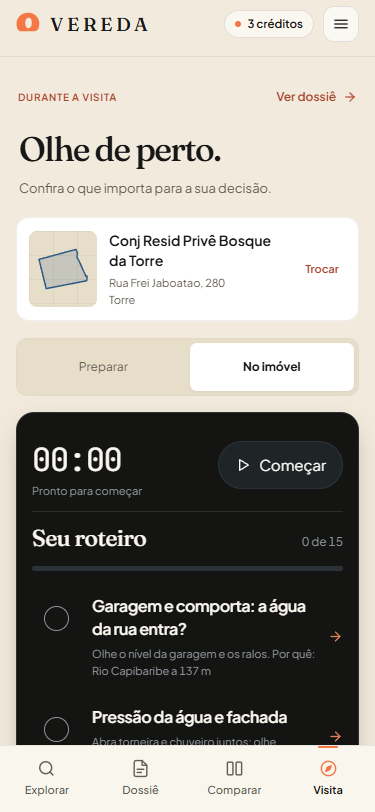 VEREDA
3 créditos
DURANTE A VISITA
Ver dossiê
Olhe de perto.
Confira o que importa para a sua decisão.
Conj Resid Privê Bosque
da Torre
Rua Frei Jaboatao, 280
Torre
Trocar
Preparar
No imóvel
00:00
Pronto para começar
Começar
Seu roteiro
0 de 15
Garagem e comporta: a água
da rua entra?
Olhe o nível da garagem e os ralos. Por quê:
Rio Capibaribe a 137 m
Pressão da água e fachada
Abra torneira e chuveiro juntos; olhe
Explorar
Dossiê
Comparar
Visita